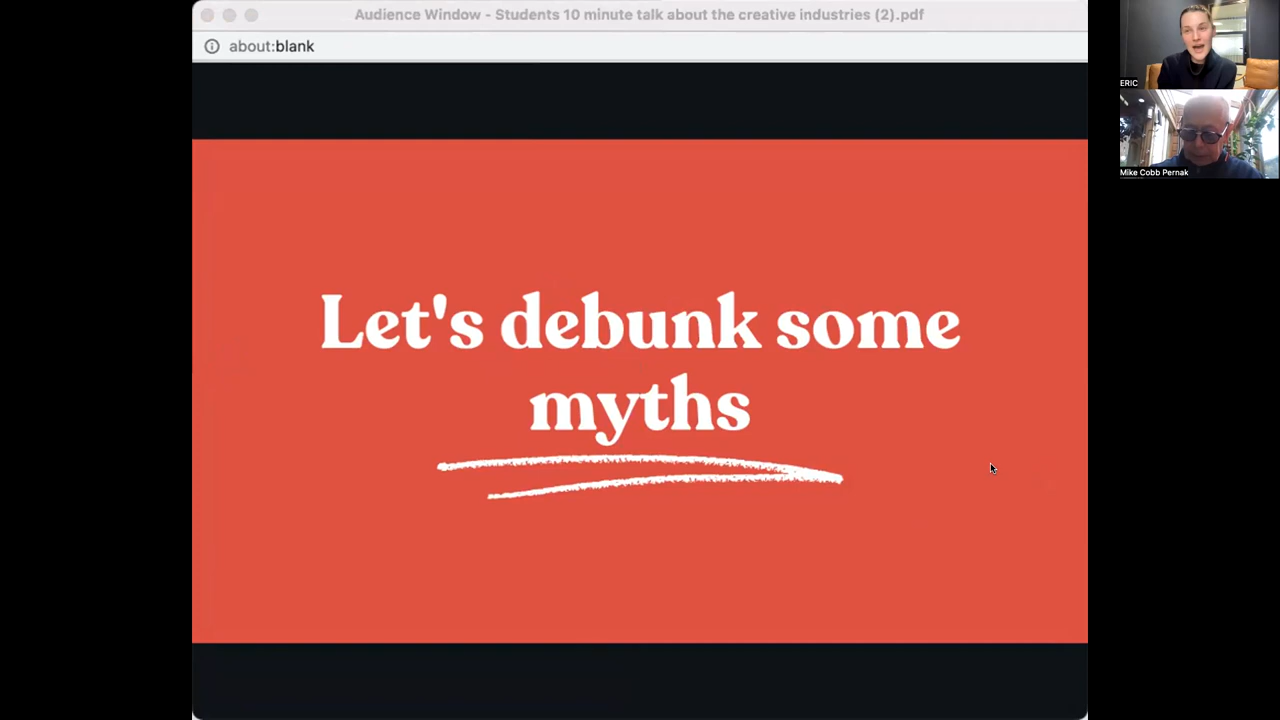 Audience Window - Students 10 minute talk about the creative industries (2).pdf
about:blank
Let's debunk some
myths
ERIC
Mike Cobb Pernak